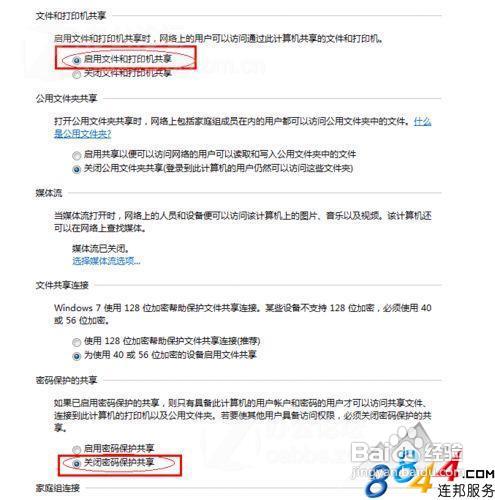 文件和打印机共享
启用文件和打印机共享时，网络上的用户可以访问通过此计算机共享的文件和打印机。
启用文件和打印机共享
关闭文件和打印机共享
公用文件夹共享
打开公用文件夹共享时，网络上包括家庭组成员在内的用户都可以访问公用文件夹中的文件。什么
是公用文件夹?
启用共享以便可以访问网络的用户可以读取和写入公用文件夹中的文件
关闭公用文件夹共享(登录到此计算机的用户仍然可以访问这些文件夹)
媒体流
当媒体流打开时，网络上的人员和设备便可以访问该计算机上的图片、音乐以及视频。该计算机还
可以在网络上查找媒体。
媒体流已关闭。
选择媒体流选项...
文件共享连接
Windows 7 使用 128 位加密帮助保护文件共享连接。某些设备不支持 128 位加密，必须使用 40
或 56 位加密。
使用 128 位加密帮助保护文件共享连接(推荐)
为使用 40 或 56 位加密的设备启用文件共享
密码保护的共享
如果已启用密码保护的共享，则只有具备此计算机的用户帐户和密码的用户才可以访问共享文件、
连接到此计算机的打印机以及公用文件夹。若要使其他用户具备访问权限，必须关闭密码保护的共
享。
启用密码保护共享
关闭密码保护共享
家庭组连接
Bai 百度 经验
jingyan.baidu.com
8844.COM
连邦服务